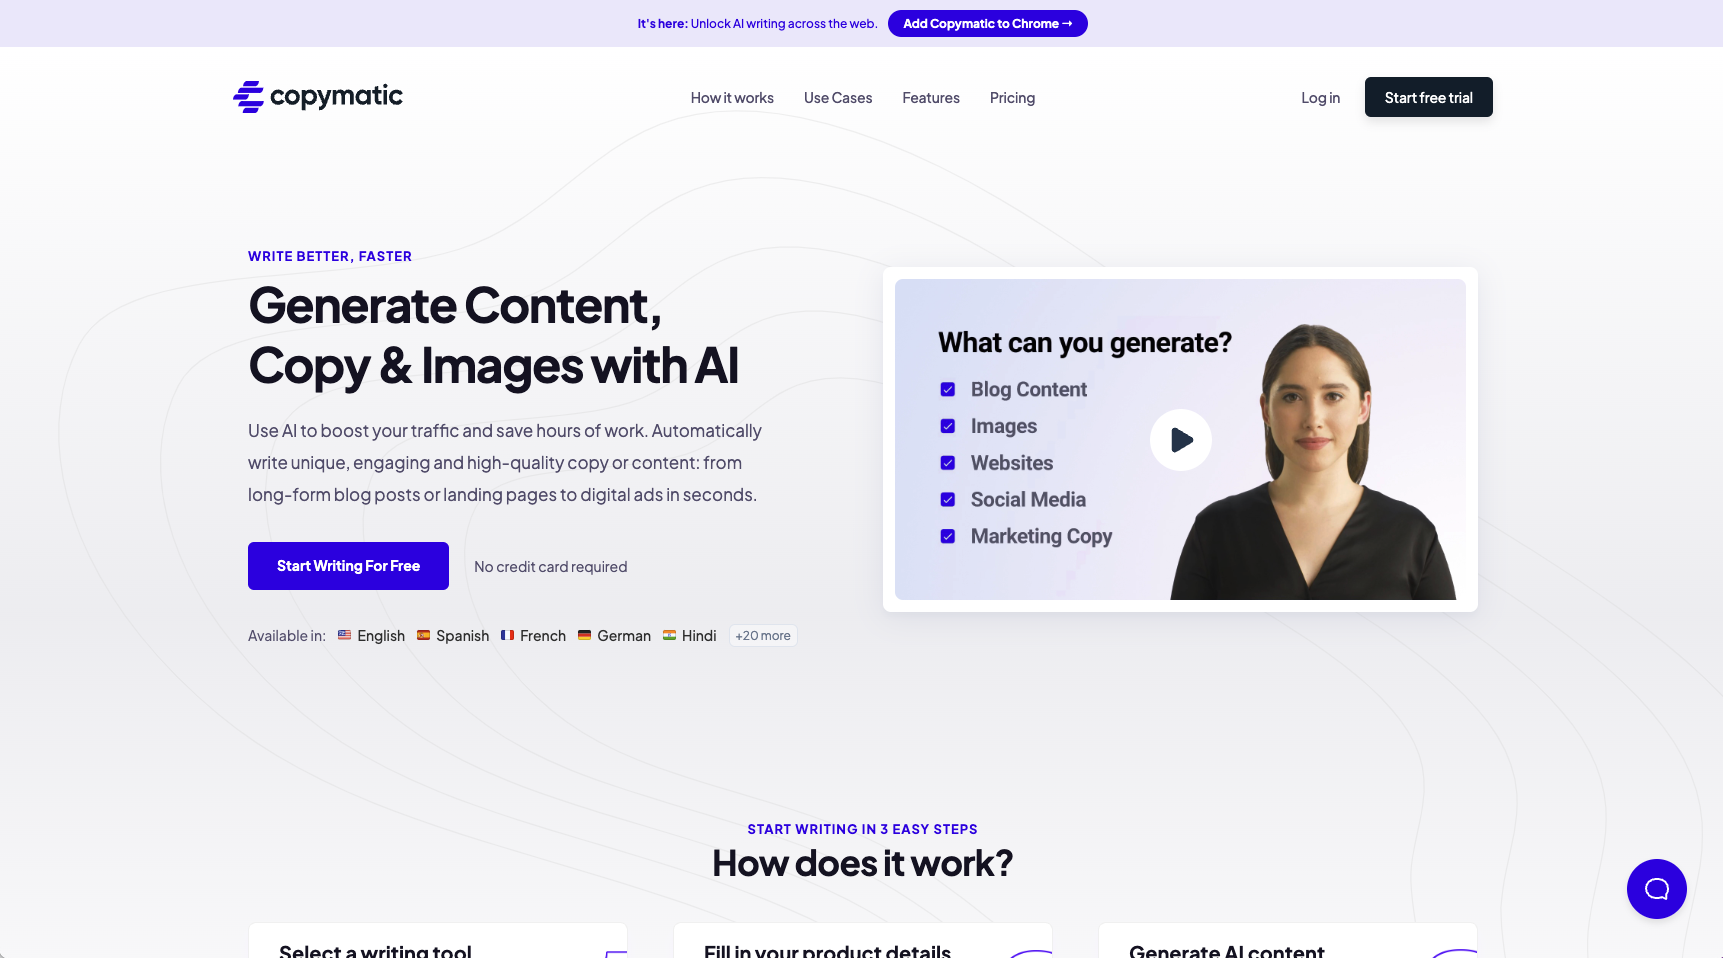 It's here: Unlock AI writing across the web. Add Copymatic to Chrome →
copymatic
How it works Use Cases Features Pricing
Log in Start free trial
WRITE BETTER, FASTER
Generate Content,
Copy & Images with AI
Use AI to boost your traffic and save hours of work. Automatically
write unique, engaging and high-quality copy or content: from
long-form blog posts or landing pages to digital ads in seconds.
Start Writing For Free No credit card required
Available in: English Spanish French German Hindi +20 more
What can you generate?
Blog Content
Images
Websites
Social Media
Marketing Copy
START WRITING IN 3 EASY STEPS
How does it work?
Select a writing tool
Fill in your product details
Generate AI content